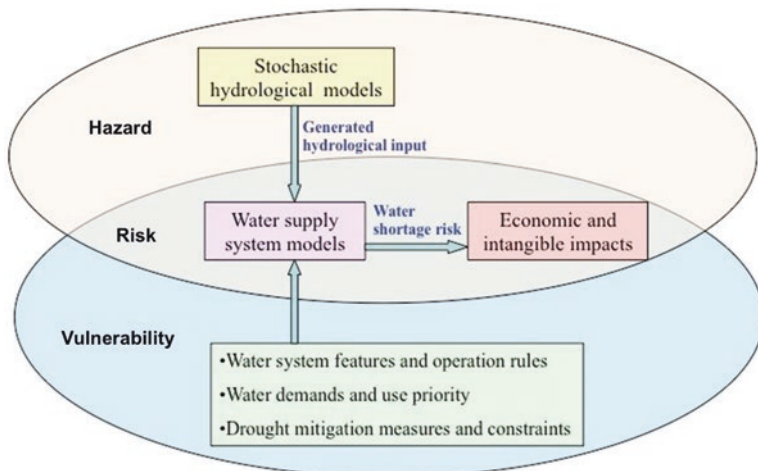 Stochastic
hydrological models
Hazard
Generated
hydrological input
Risk
Water supply
system models
Water
shortage risk
Economic and
intangible impacts
Vulnerability
•Water system features and operation rules
•Water demands and use priority
•Drought mitigation measures and constraints